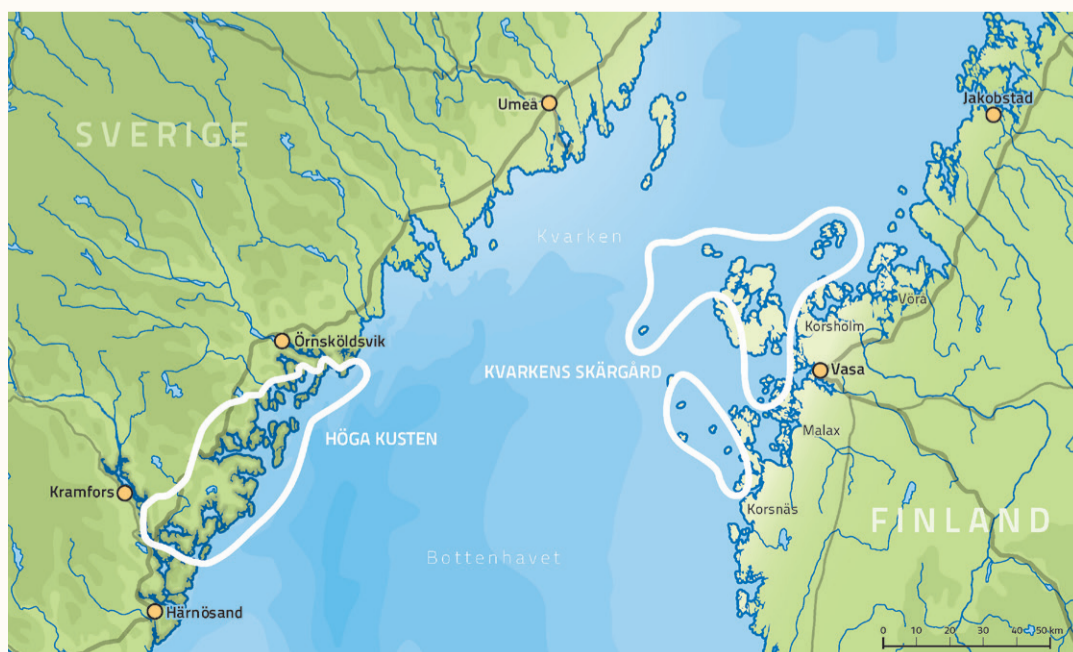 Umeå
Jakobstad
SVERIGE
Kvarken
Vörå
Korsholm
Örnsköldsvik
KVARKENS SKÄRGÅRD
Vasa
HÖGA KUSTEN
Malax
Kramfors
Korsnäs
FINLAND
Bottenhavet
Härnösand
0 10 20 30 40 50 km